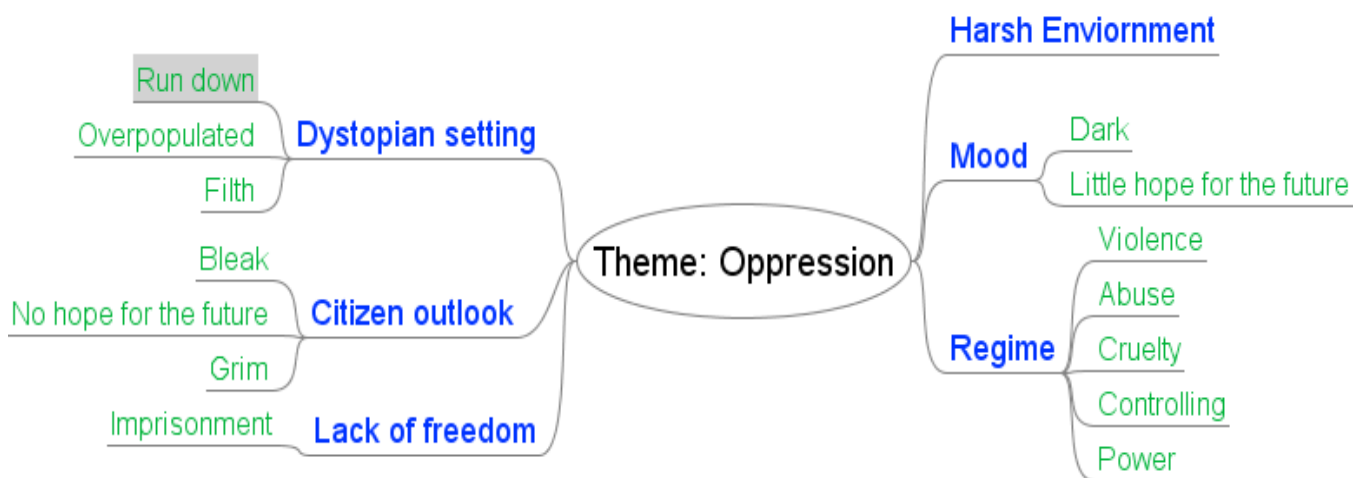 Theme: Oppression
Dystopian setting
Run down
Overpopulated
Filth
Citizen outlook
Bleak
No hope for the future
Grim
Lack of freedom
Imprisonment
Harsh Enviornment
Mood
Dark
Little hope for the future
Regime
Violence
Abuse
Cruelty
Controlling
Power